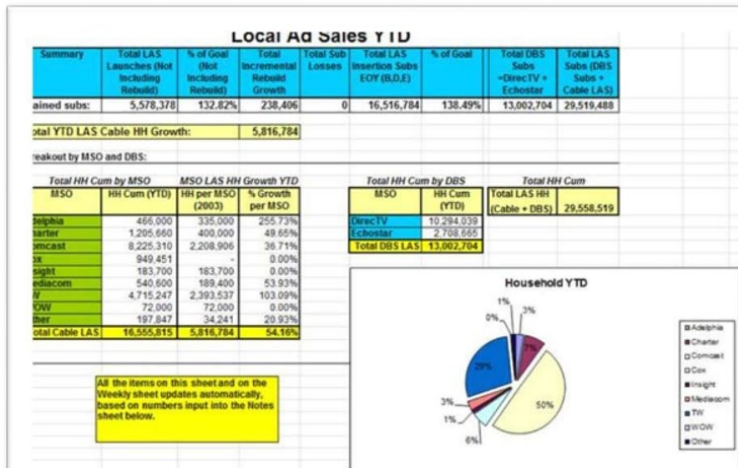 Local Ad Sales YTD
Summary Total LAS Launches (Not Including Rebuild) % of Goal (Not Including Rebuild) Total Incremental Rebuild Growth Total Sub Losses Total LAS Insertion Subs EOY (B,D,E) % of Goal Total DBS Subs =DirecTV + Echostar Total LAS Subs (DBS Subs + Cable LAS)
ained subs: 5,578,378 132.82% 238,406 0 16,516,784 138.49% 13,002,704 29,519,488
otal YTD LAS Cable HH Growth: 5,816,784
reakout by MSO and DBS:
Total HH Cum by MSO MSO LAS HH Growth YTD Total HH Cum by DBS Total HH Cum
MSO HH Cum (YTD) HH per MSO (2003) % Growth per MSO MSO HH Cum (YTD) Total LAS HH (Cable + DBS) 29,558,519
delphia 466,000 335,000 255.73% DirecTV 10,294,039
harter 1,205,660 400,000 49.65% Echostar 2,708,665
omcast 8,225,310 2,208,906 36.71% Total DBS LAS 13,002,704
ox 949,451 - 0.00%
nsight 183,700 183,700 0.00%
ediacom 540,600 189,400 53.93%
W 4,715,247 2,393,537 103.09%
OW 72,000 72,000 0.00%
ther 197,847 34,241 20.93%
otal Cable LAS 16,555,815 5,816,784 54.16%
Household YTD
1%
3%
0%
7%
29%
50%
3%
1%
6%
Adelphia
Charter
Comcast
Cox
Insight
Mediacom
TW
WOW
Other
All the items on this sheet and on the
Weekly sheet updates automatically,
based on numbers input into the Notes
sheet below.